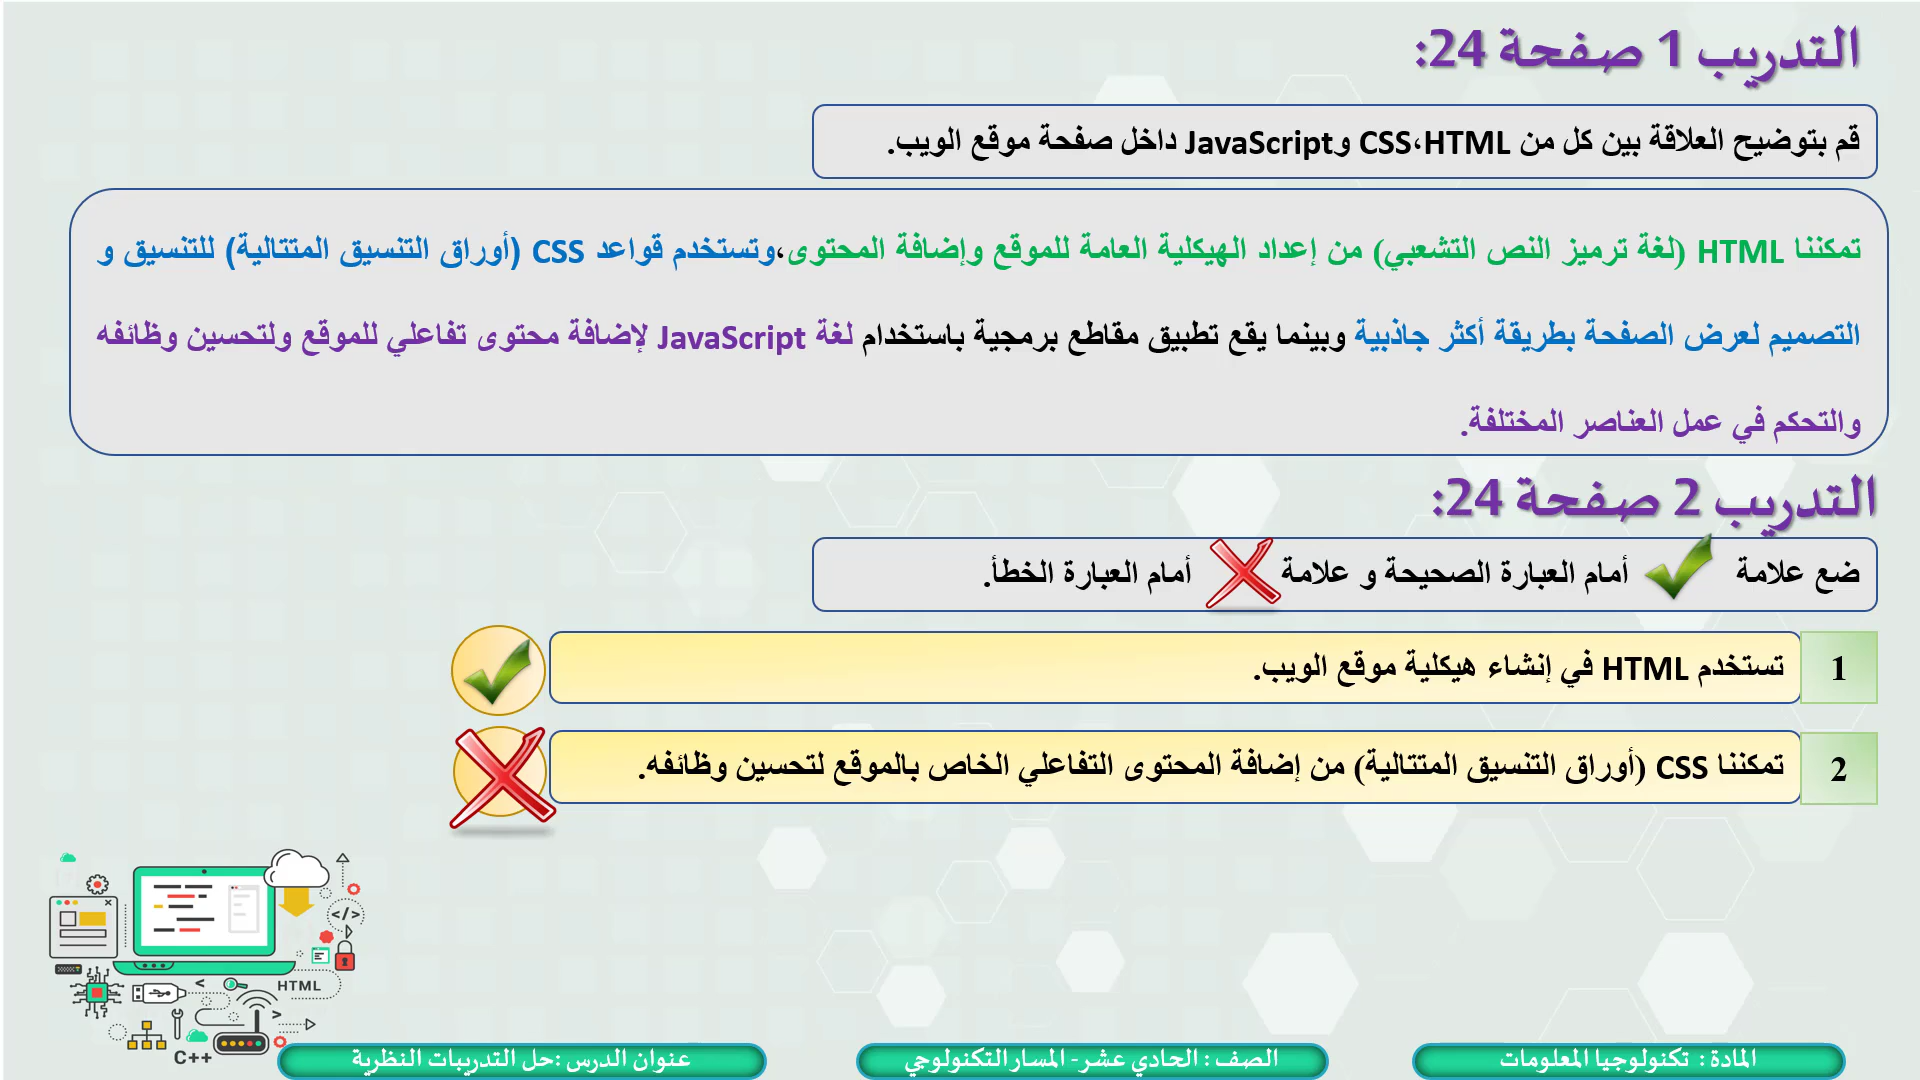 التدريب 1 صفحة 24:
قم بتوضيح العلاقة بين كل من CSS،HTML وJavaScript داخل صفحة موقع الويب.
تمكننا HTML (لغة ترميز النص التشعبي) من إعداد الهيكلية العامة للموقع وإضافة المحتوى،وتستخدم قواعد CSS (أوراق التنسيق المتتالية) للتنسيق و
التصميم لعرض الصفحة بطريقة أكثر جاذبية وبينما يقع تطبيق مقاطع برمجية باستخدام لغة JavaScript لإضافة محتوى تفاعلي للموقع ولتحسين وظائفه
والتحكم في عمل العناصر المختلفة.
التدريب 2 صفحة 24:
ضع علامة أمام العبارة الصحيحة و علامة أمام العبارة الخطأ.
1 تستخدم HTML في إنشاء هيكلية موقع الويب.
2 تمكننا CSS (أوراق التنسيق المتتالية) من إضافة المحتوى التفاعلي الخاص بالموقع لتحسين وظائفه.
</>
HTML
C++
المادة : تكنولوجيا المعلومات
الصف : الحادي عشر- المسار التكنولوجي
عنوان الدرس :حل التدريبات النظرية